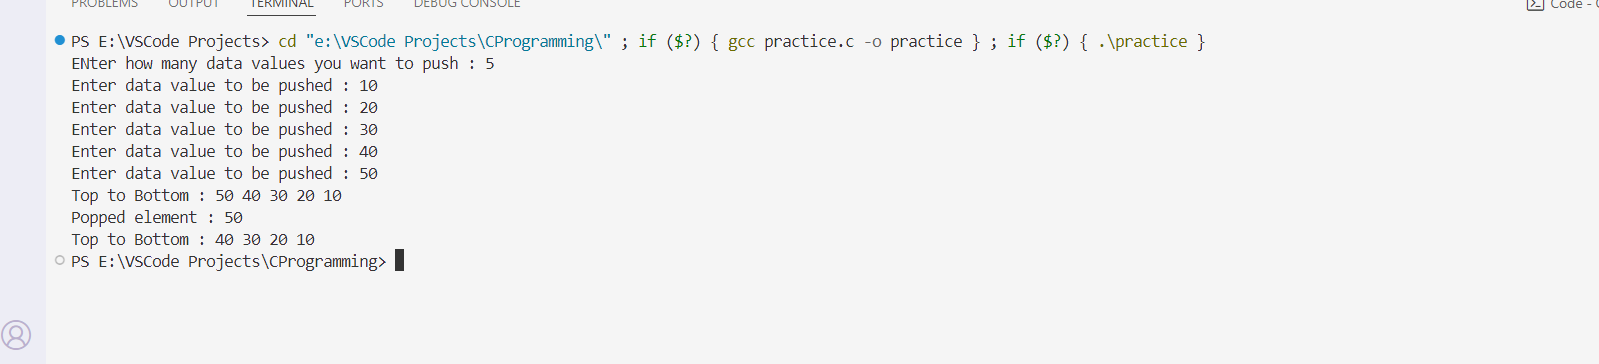 PROBLEMS OUTPUT TERMINAL PORTS DEBUG CONSOLE Code -
PS E:\VSCode Projects> cd "e:\VSCode Projects\CProgramming\" ; if ($?) { gcc practice.c -o practice } ; if ($?) { .\practice }
ENter how many data values you want to push : 5
Enter data value to be pushed : 10
Enter data value to be pushed : 20
Enter data value to be pushed : 30
Enter data value to be pushed : 40
Enter data value to be pushed : 50
Top to Bottom : 50 40 30 20 10
Popped element : 50
Top to Bottom : 40 30 20 10
PS E:\VSCode Projects\CProgramming>